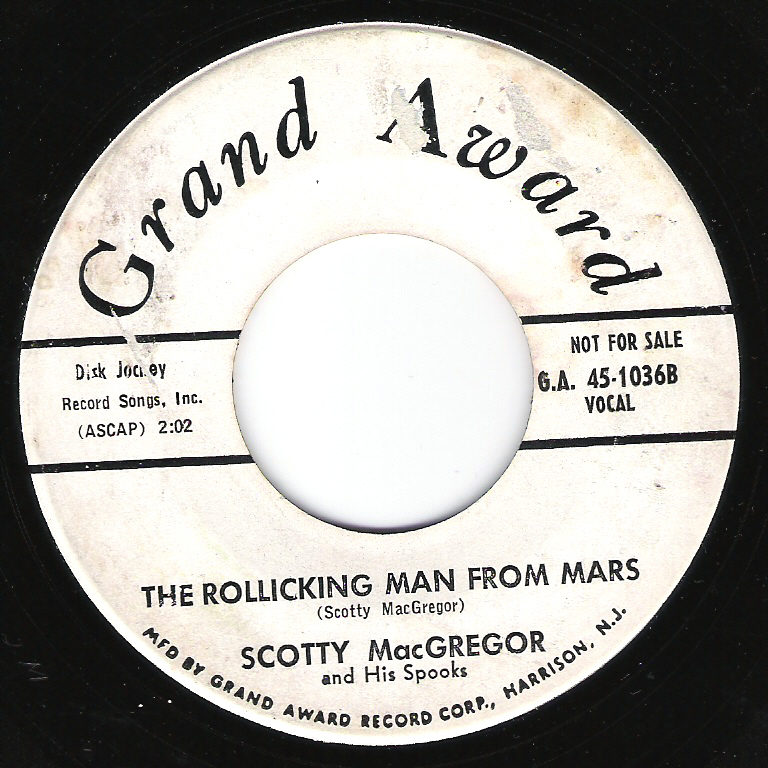 Grand Award
Disk Jockey
Record Songs, Inc.
(ASCAP) 2:02
NOT FOR SALE
G.A. 45-1036B
VOCAL
THE ROLLICKING MAN FROM MARS
(Scotty MacGregor)
SCOTTY MacGREGOR
and His Spooks
MFD BY GRAND AWARD RECORD CORP., HARRISON, N.J.